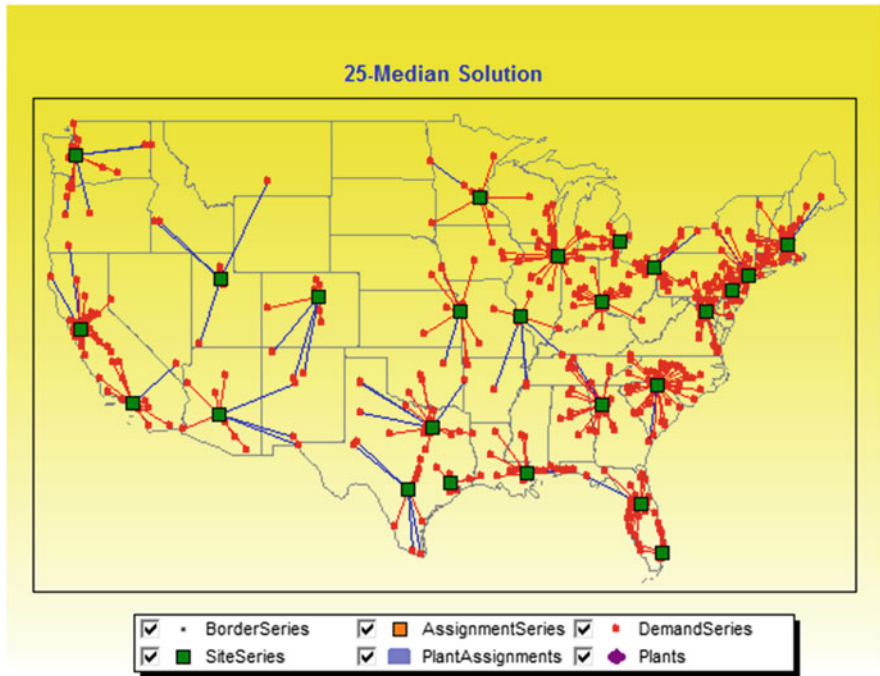 25-Median Solution
BorderSeries AssignmentSeries DemandSeries
SiteSeries PlantAssignments Plants